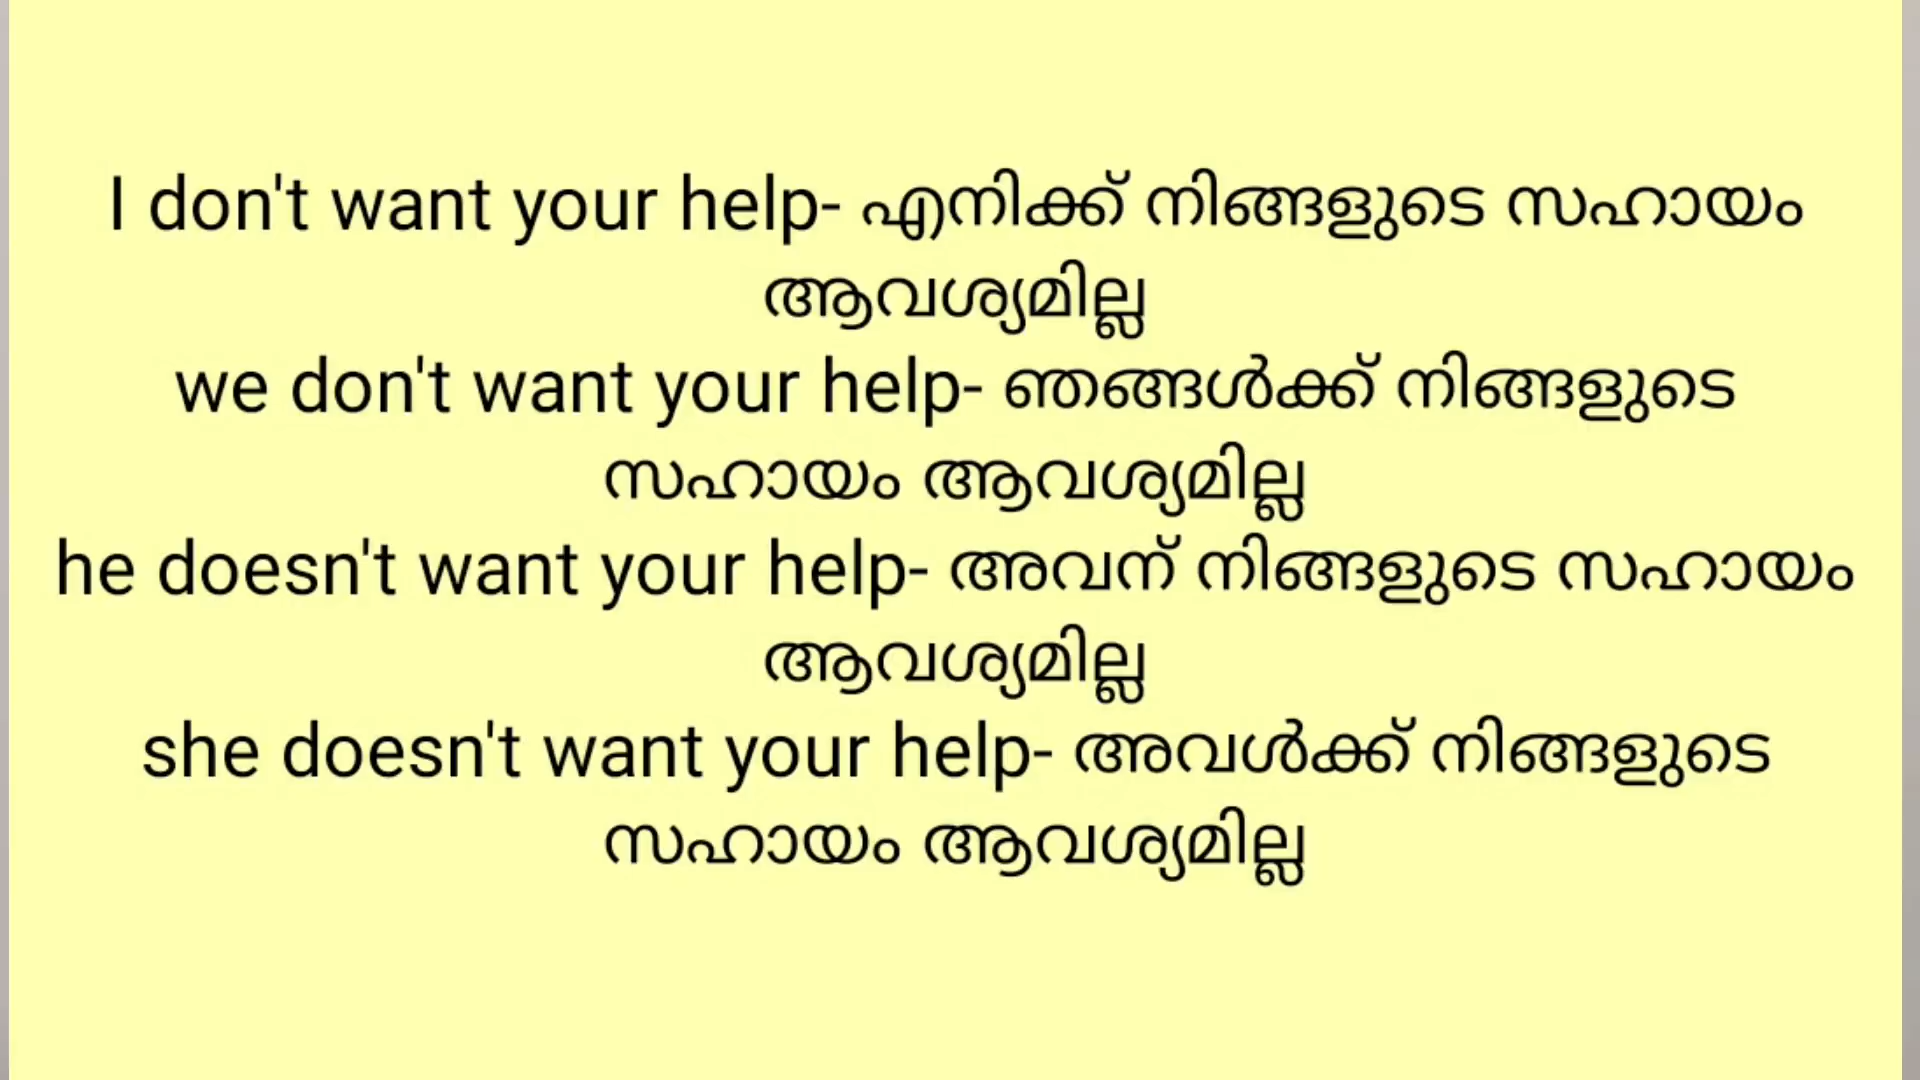 I don't want your help- എനിക്ക് നിങ്ങളുടെ സഹായം
ആവശ്യമില്ല
we don't want your help- ഞങ്ങൾക്ക് നിങ്ങളുടെ
സഹായം ആവശ്യമില്ല
he doesn't want your help- അവന് നിങ്ങളുടെ സഹായം
ആവശ്യമില്ല
she doesn't want your help- അവൾക്ക് നിങ്ങളുടെ
സഹായം ആവശ്യമില്ല